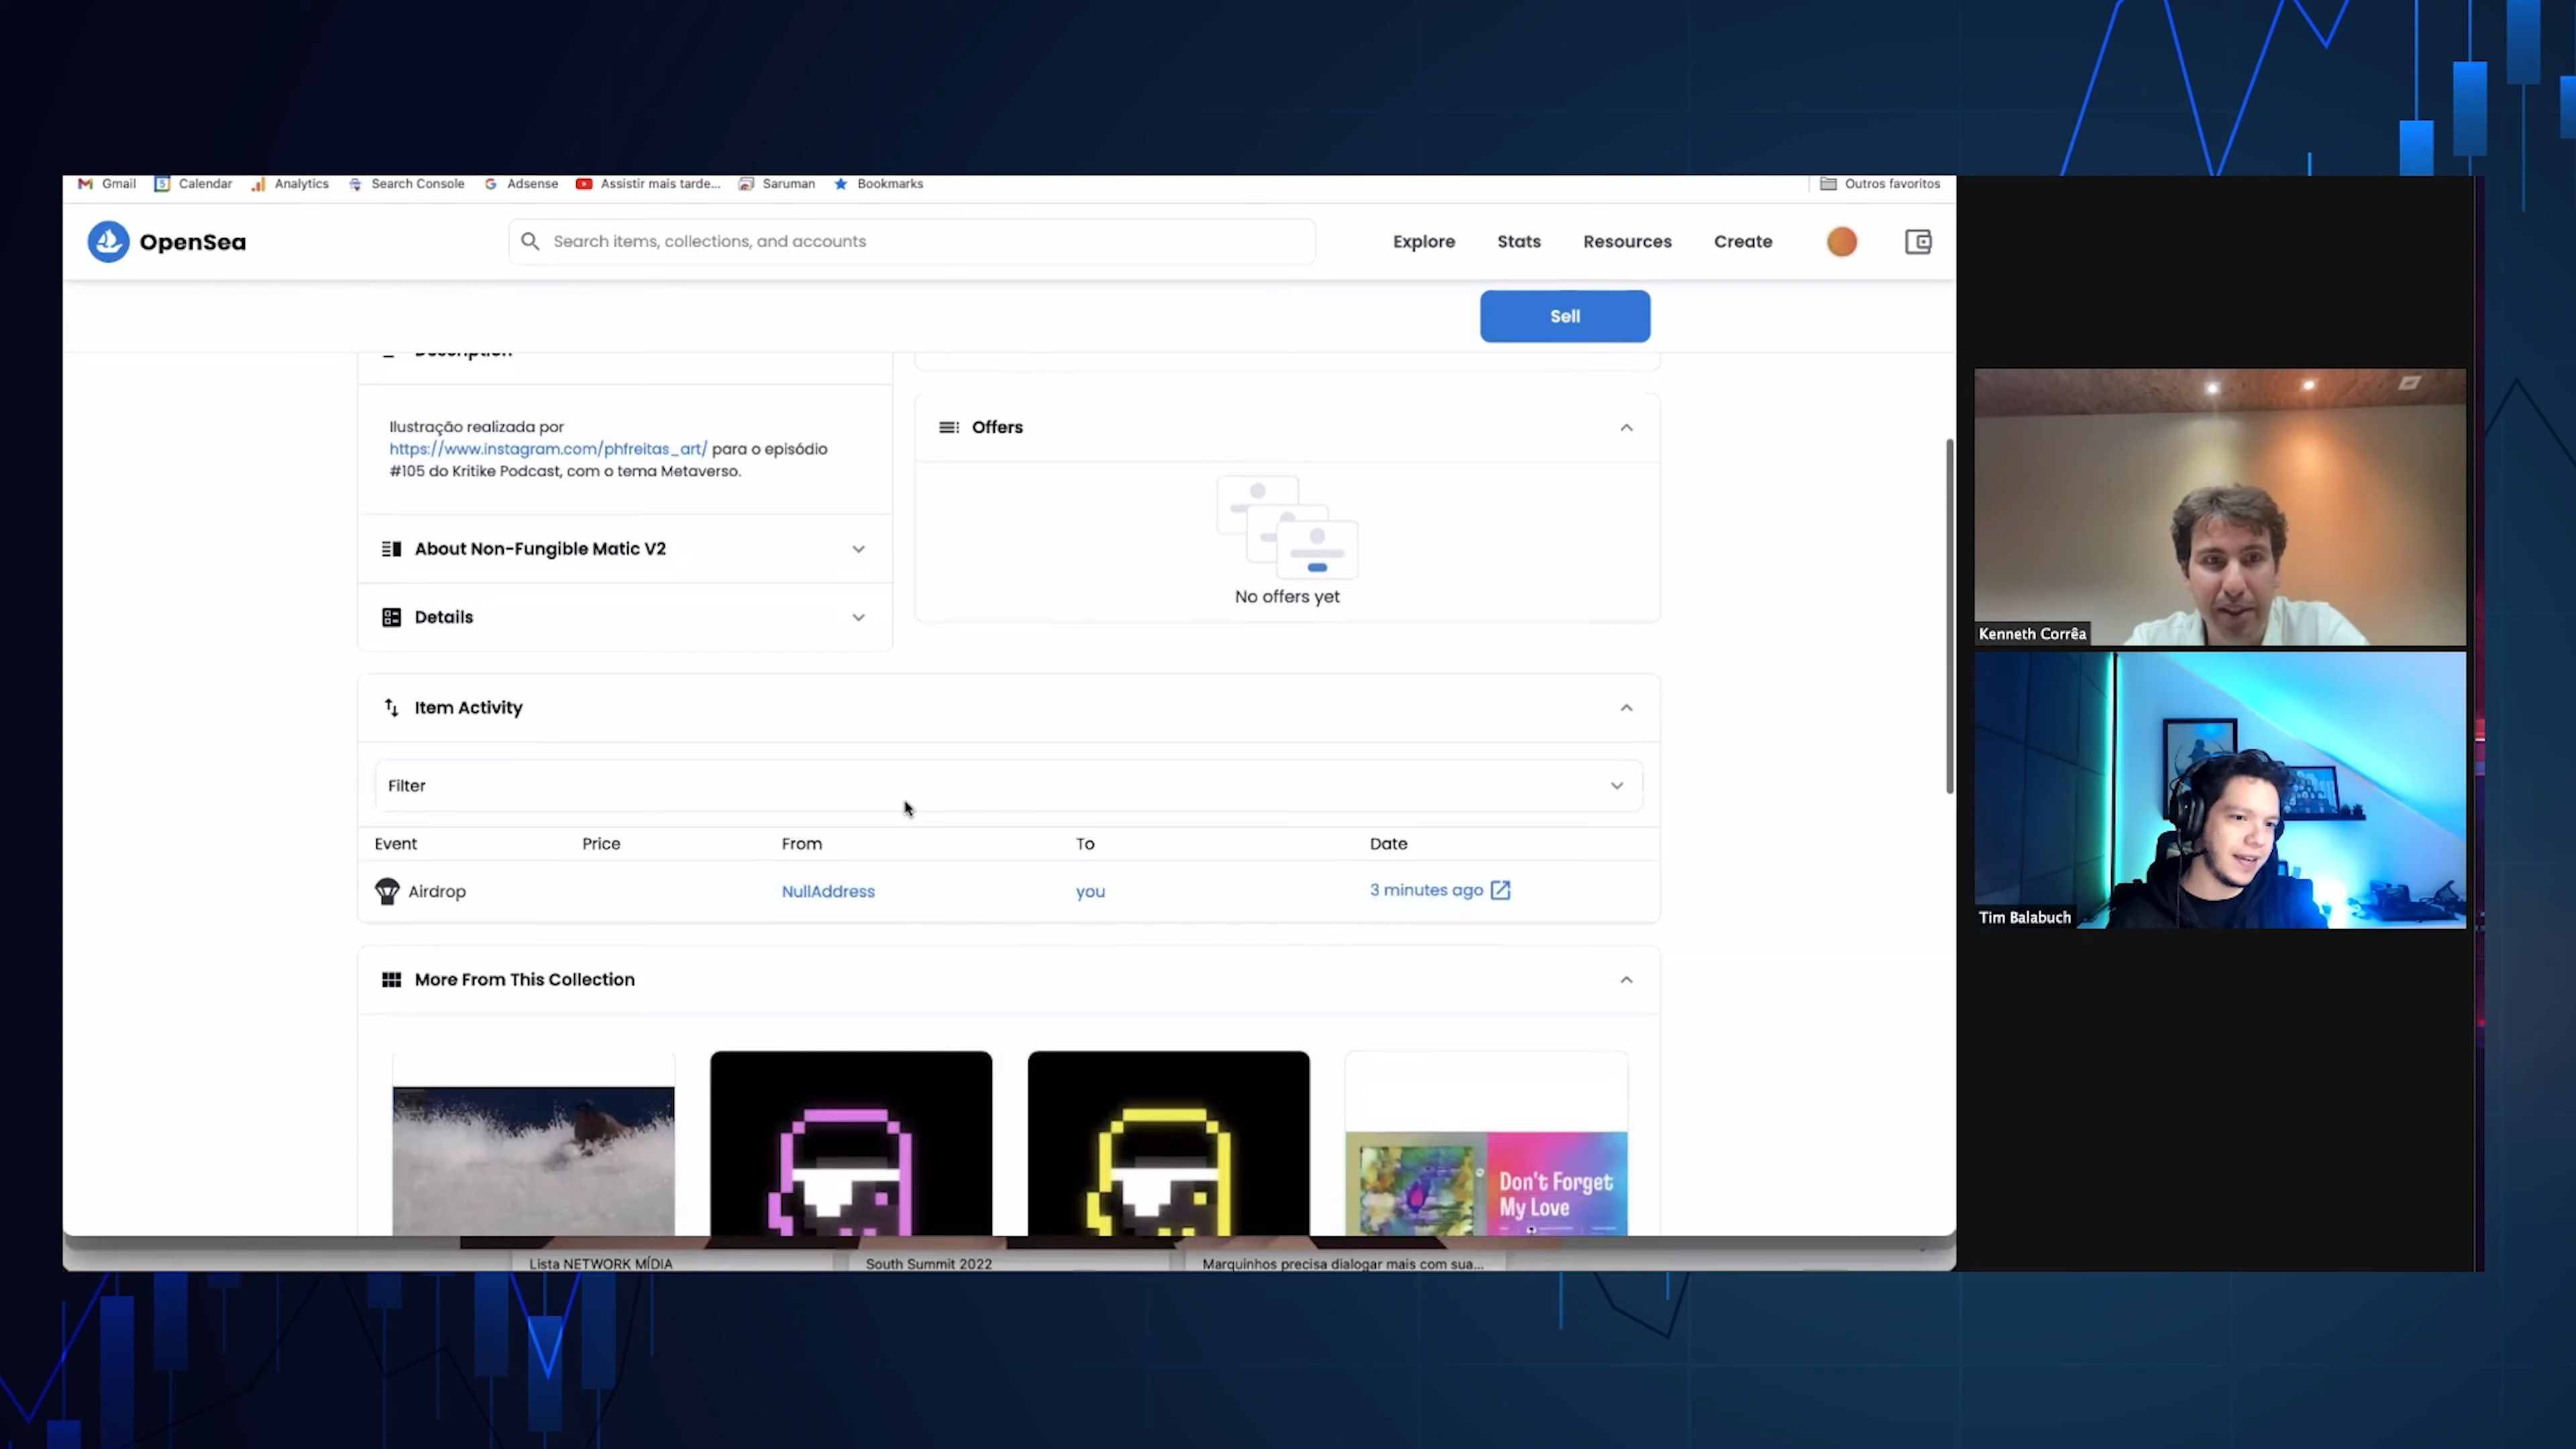 Gmail Calendar Analytics Search Console Adsense Assistir mais tarde... Saruman Bookmarks Outros favoritos
OpenSea Search items, collections, and accounts Explore Stats Resources Create
Sell
Description
Ilustração realizada por
https://www.instagram.com/phfreitas_art/ para o episódio
#105 do Kritike Podcast, com o tema Metaverso.
About Non-Fungible Matic V2
Details
Offers
No offers yet
Item Activity
Filter
Event Price From To Date
Airdrop NullAddress you 3 minutes ago
More From This Collection
Don't Forget
My Love
Lista NETWORK MÍDIA South Summit 2022 Marquinhos precisa dialogar mais com sua...
Kenneth Corrêa
Tim Balabuch